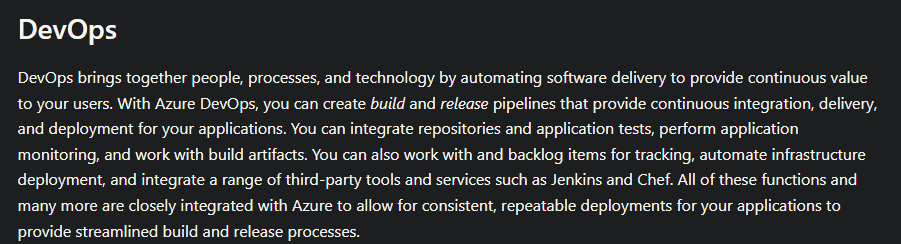 DevOps
DevOps brings together people, processes, and technology by automating software delivery to provide continuous value
to your users. With Azure DevOps, you can create build and release pipelines that provide continuous integration, delivery,
and deployment for your applications. You can integrate repositories and application tests, perform application
monitoring, and work with build artifacts. You can also work with and backlog items for tracking, automate infrastructure
deployment, and integrate a range of third-party tools and services such as Jenkins and Chef. All of these functions and
many more are closely integrated with Azure to allow for consistent, repeatable deployments for your applications to
provide streamlined build and release processes.